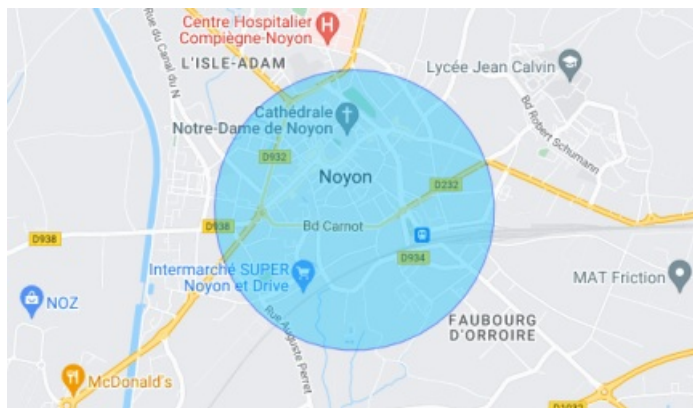 Centre Hospitalier
Compiègne-Noyon
H
Rue du Canal du N
L'ISLE-ADAM
Lycée Jean Calvin
Cathédrale
Notre-Dame de Noyon
Bd Robert Schumann
D932
Noyon
D232
D938
Bd Carnot
D938
D934
Intermarché SUPER
Noyon et Drive
MAT Friction
NOZ
Rue Auguste Perret
FAUBOURG
D'ORROIRE
McDonald's
D1032